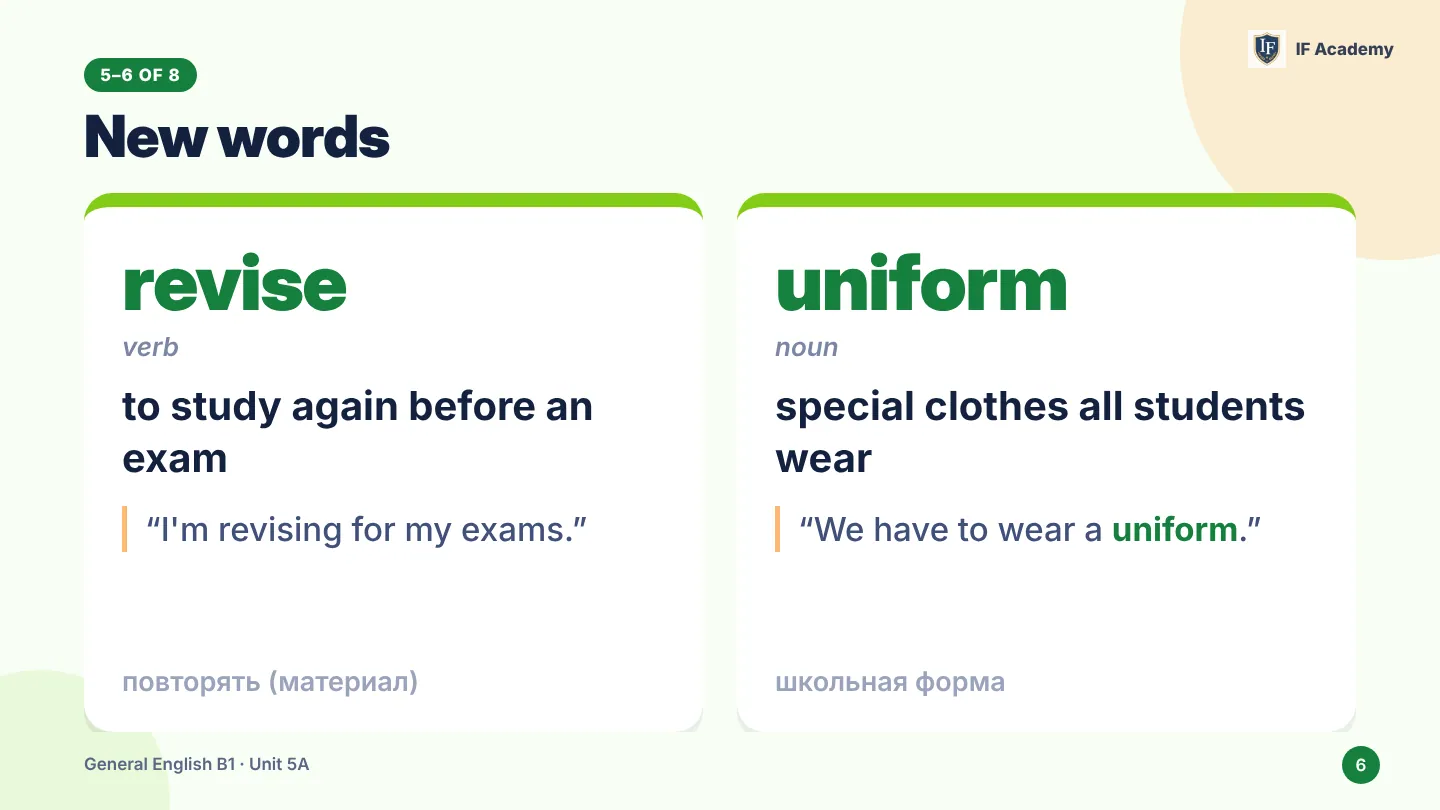 IF
IF Academy
5–6 OF 8
New words
revise
verb
to study again before an
exam
“I'm revising for my exams.”
повторять (материал)
uniform
noun
special clothes all students
wear
“We have to wear a uniform.”
школьная форма
General English B1 · Unit 5A
6